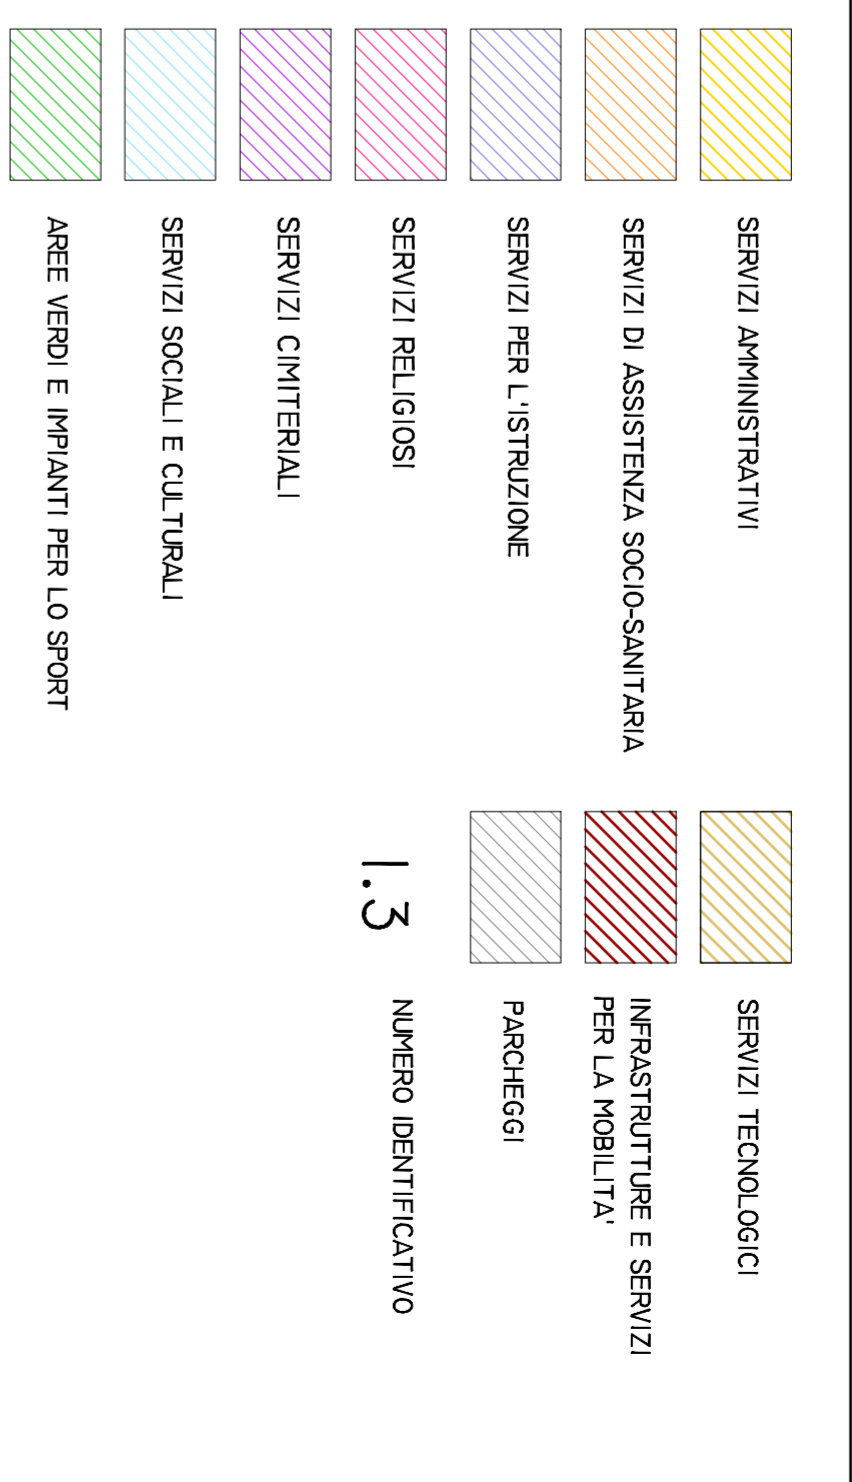 SERVIZI AMMINISTRATIVI
SERVIZI DI ASSISTENZA SOCIO-SANITARIA
SERVIZI PER L'ISTRUZIONE
SERVIZI RELIGIOSI
SERVIZI CIMITERIALI
SERVIZI SOCIALI E CULTURALI
AREE VERDI E IMPIANTI PER LO SPORT
SERVIZI TECNOLOGICI
INFRASTRUTTURE E SERVIZI
PER LA MOBILITA'
PARCHEGGI
1.3 NUMERO IDENTIFICATIVO